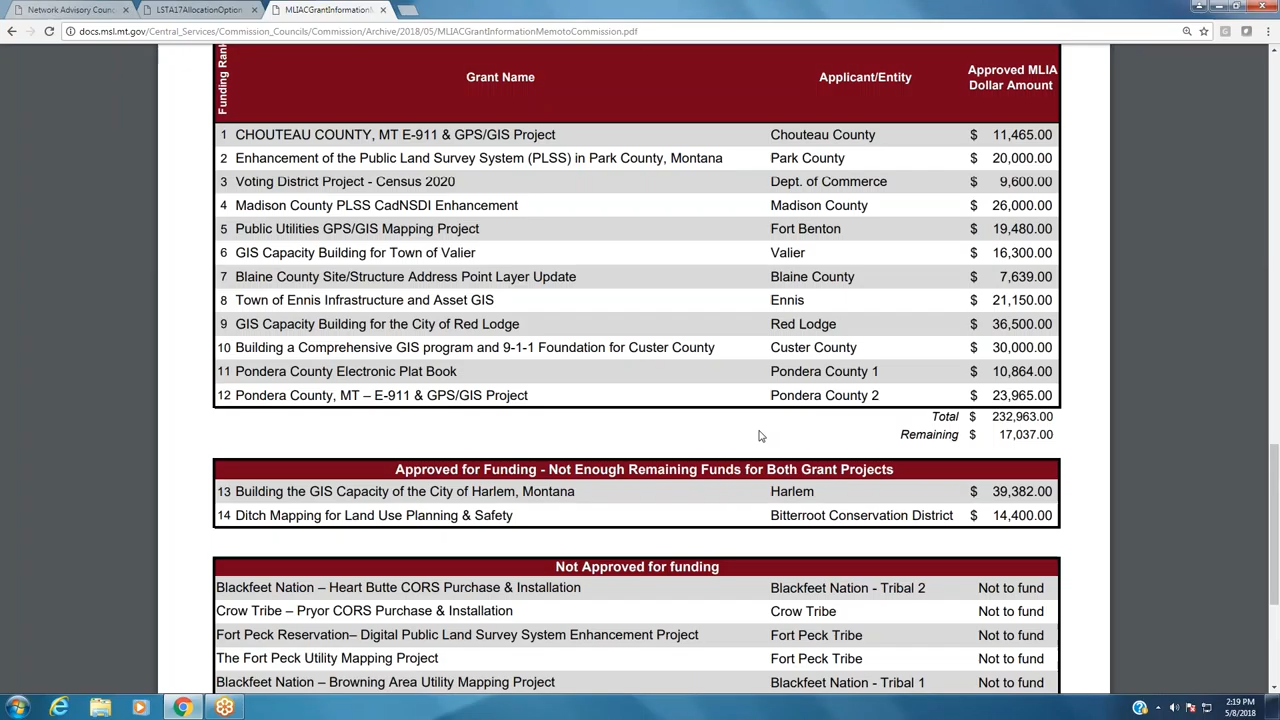 Network Advisory Counc
LSTA17AllocationOption
MLIACGrantInformationM
docs.msl.mt.gov/Central_Services/Commission_Councils/Commission/Archive/2018/05/MLIACGrantInformationMemotoCommission.pdf
Funding Rank
Grant Name
Applicant/Entity
Approved MLIA
Dollar Amount
1 CHOUTEAU COUNTY, MT E-911 & GPS/GIS Project Chouteau County $ 11,465.00
2 Enhancement of the Public Land Survey System (PLSS) in Park County, Montana Park County $ 20,000.00
3 Voting District Project - Census 2020 Dept. of Commerce $ 9,600.00
4 Madison County PLSS CadNSDI Enhancement Madison County $ 26,000.00
5 Public Utilities GPS/GIS Mapping Project Fort Benton $ 19,480.00
6 GIS Capacity Building for Town of Valier Valier $ 16,300.00
7 Blaine County Site/Structure Address Point Layer Update Blaine County $ 7,639.00
8 Town of Ennis Infrastructure and Asset GIS Ennis $ 21,150.00
9 GIS Capacity Building for the City of Red Lodge Red Lodge $ 36,500.00
10 Building a Comprehensive GIS program and 9-1-1 Foundation for Custer County Custer County $ 30,000.00
11 Pondera County Electronic Plat Book Pondera County 1 $ 10,864.00
12 Pondera County, MT – E-911 & GPS/GIS Project Pondera County 2 $ 23,965.00
Total $ 232,963.00
Remaining $ 17,037.00
Approved for Funding - Not Enough Remaining Funds for Both Grant Projects
13 Building the GIS Capacity of the City of Harlem, Montana Harlem $ 39,382.00
14 Ditch Mapping for Land Use Planning & Safety Bitterroot Conservation District $ 14,400.00
Not Approved for funding
Blackfeet Nation – Heart Butte CORS Purchase & Installation Blackfeet Nation - Tribal 2 Not to fund
Crow Tribe – Pryor CORS Purchase & Installation Crow Tribe Not to fund
Fort Peck Reservation– Digital Public Land Survey System Enhancement Project Fort Peck Tribe Not to fund
The Fort Peck Utility Mapping Project Fort Peck Tribe Not to fund
Blackfeet Nation – Browning Area Utility Mapping Project Blackfeet Nation - Tribal 1 Not to fund
2:19 PM
5/8/2018